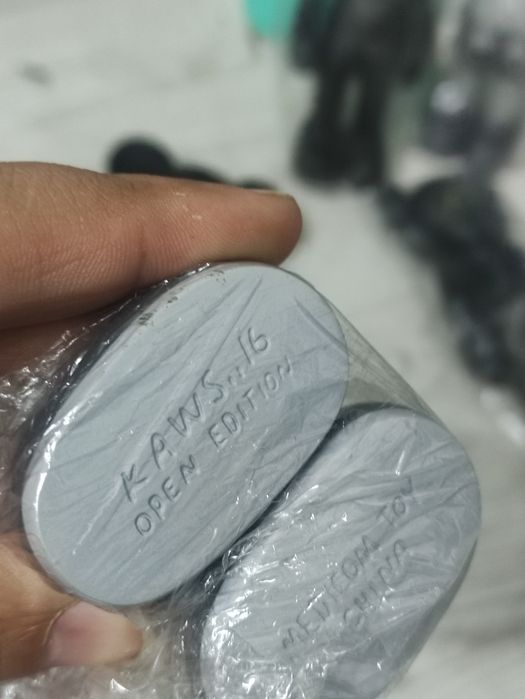 KAWS..16
OPEN EDITION
MEDICOM TOY
CHINA